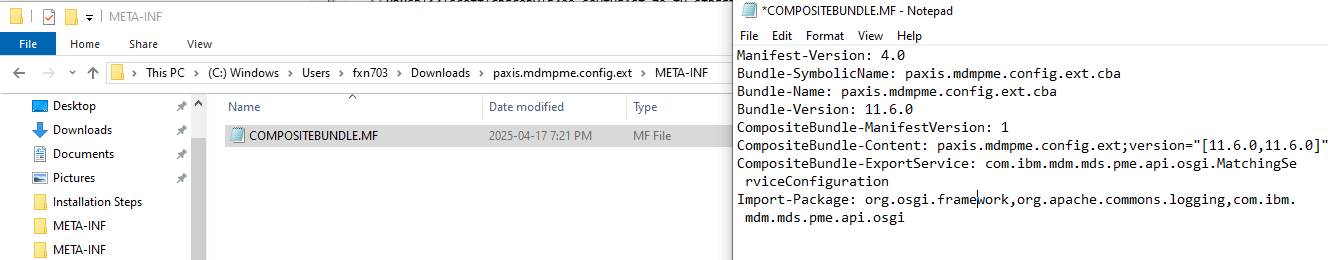 META-INF
File
Home
Share
View
This PC > (C:) Windows > Users > fxn703 > Downloads > paxis.mdmpme.config.ext > META-INF
Desktop
Downloads
Documents
Pictures
Installation Steps
META-INF
META-INF
Name
Date modified
Type
COMPOSITEBUNDLE.MF
2025-04-17 7:21 PM
MF File
*COMPOSITEBUNDLE.MF - Notepad
File Edit Format View Help
Manifest-Version: 4.0
Bundle-SymbolicName: paxis.mdmpme.config.ext.cba
Bundle-Name: paxis.mdmpme.config.ext.cba
Bundle-Version: 11.6.0
CompositeBundle-ManifestVersion: 1
CompositeBundle-Content: paxis.mdmpme.config.ext;version="[11.6.0,11.6.0]"
CompositeBundle-ExportService: com.ibm.mdm.mds.pme.api.osgi.MatchingSe
rviceConfiguration
Import-Package: org.osgi.framework,org.apache.commons.logging,com.ibm.
mdm.mds.pme.api.osgi